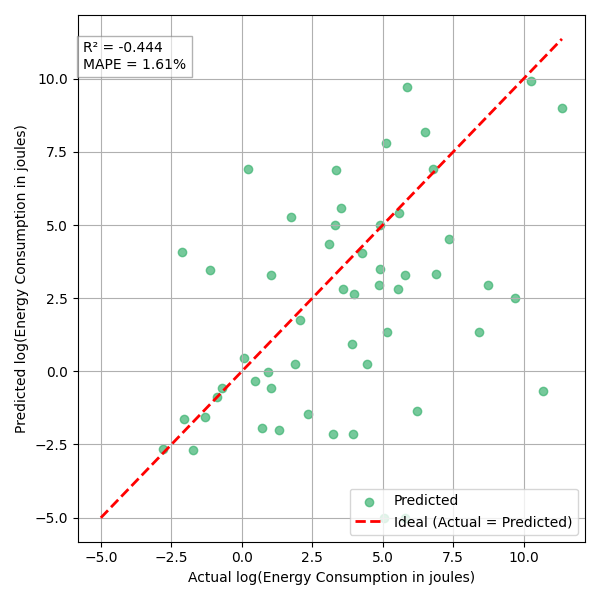 R² = -0.444
MAPE = 1.61%
10.0
7.5
5.0
2.5
0.0
−2.5
−5.0
Predicted log(Energy Consumption in joules)
Predicted
Ideal (Actual = Predicted)
−5.0 −2.5 0.0 2.5 5.0 7.5 10.0
Actual log(Energy Consumption in joules)